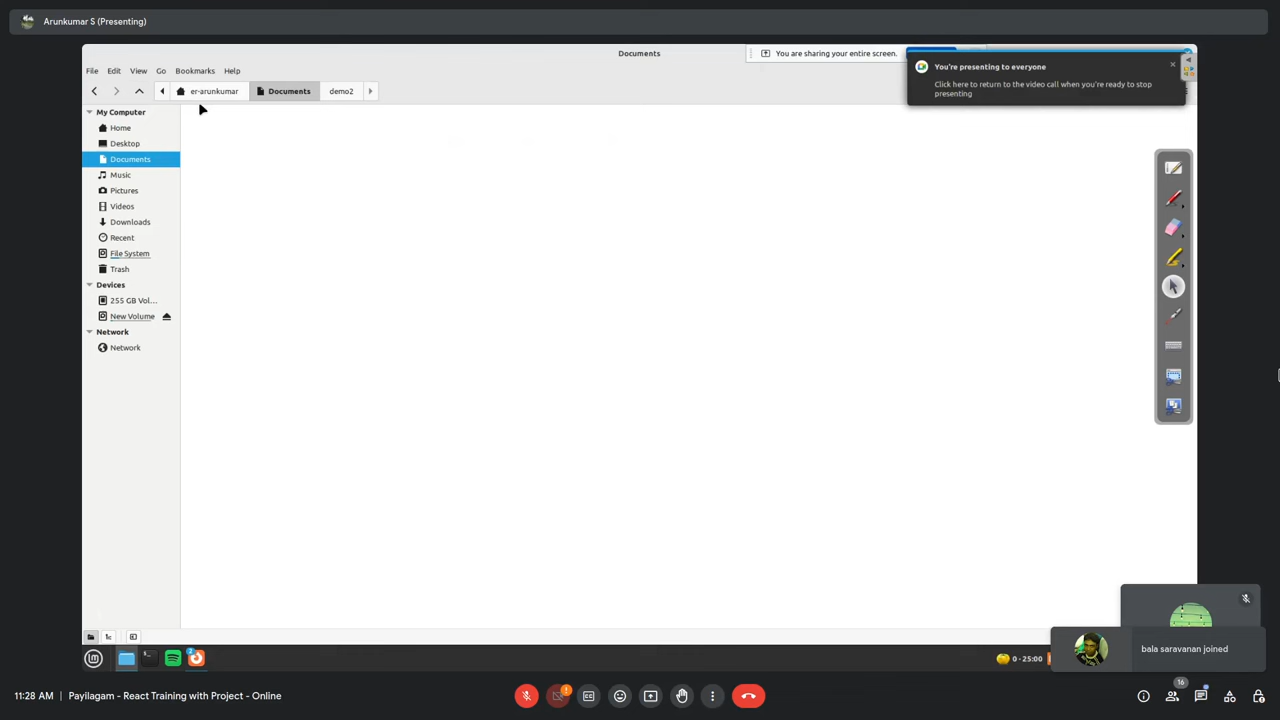 Arunkumar S (Presenting)
Documents
You are sharing your entire screen.
You're presenting to everyone
Click here to return to the video call when you're ready to stop
presenting
File Edit View Go Bookmarks Help
er-arunkumar Documents demo2
My Computer
Home
Desktop
Documents
Music
Pictures
Videos
Downloads
Recent
File System
Trash
Devices
255 GB Vol...
New Volume
Network
Network
bala saravanan joined
2
0 - 25:00
11:28 AM | Payilagam - React Training with Project - Online
16